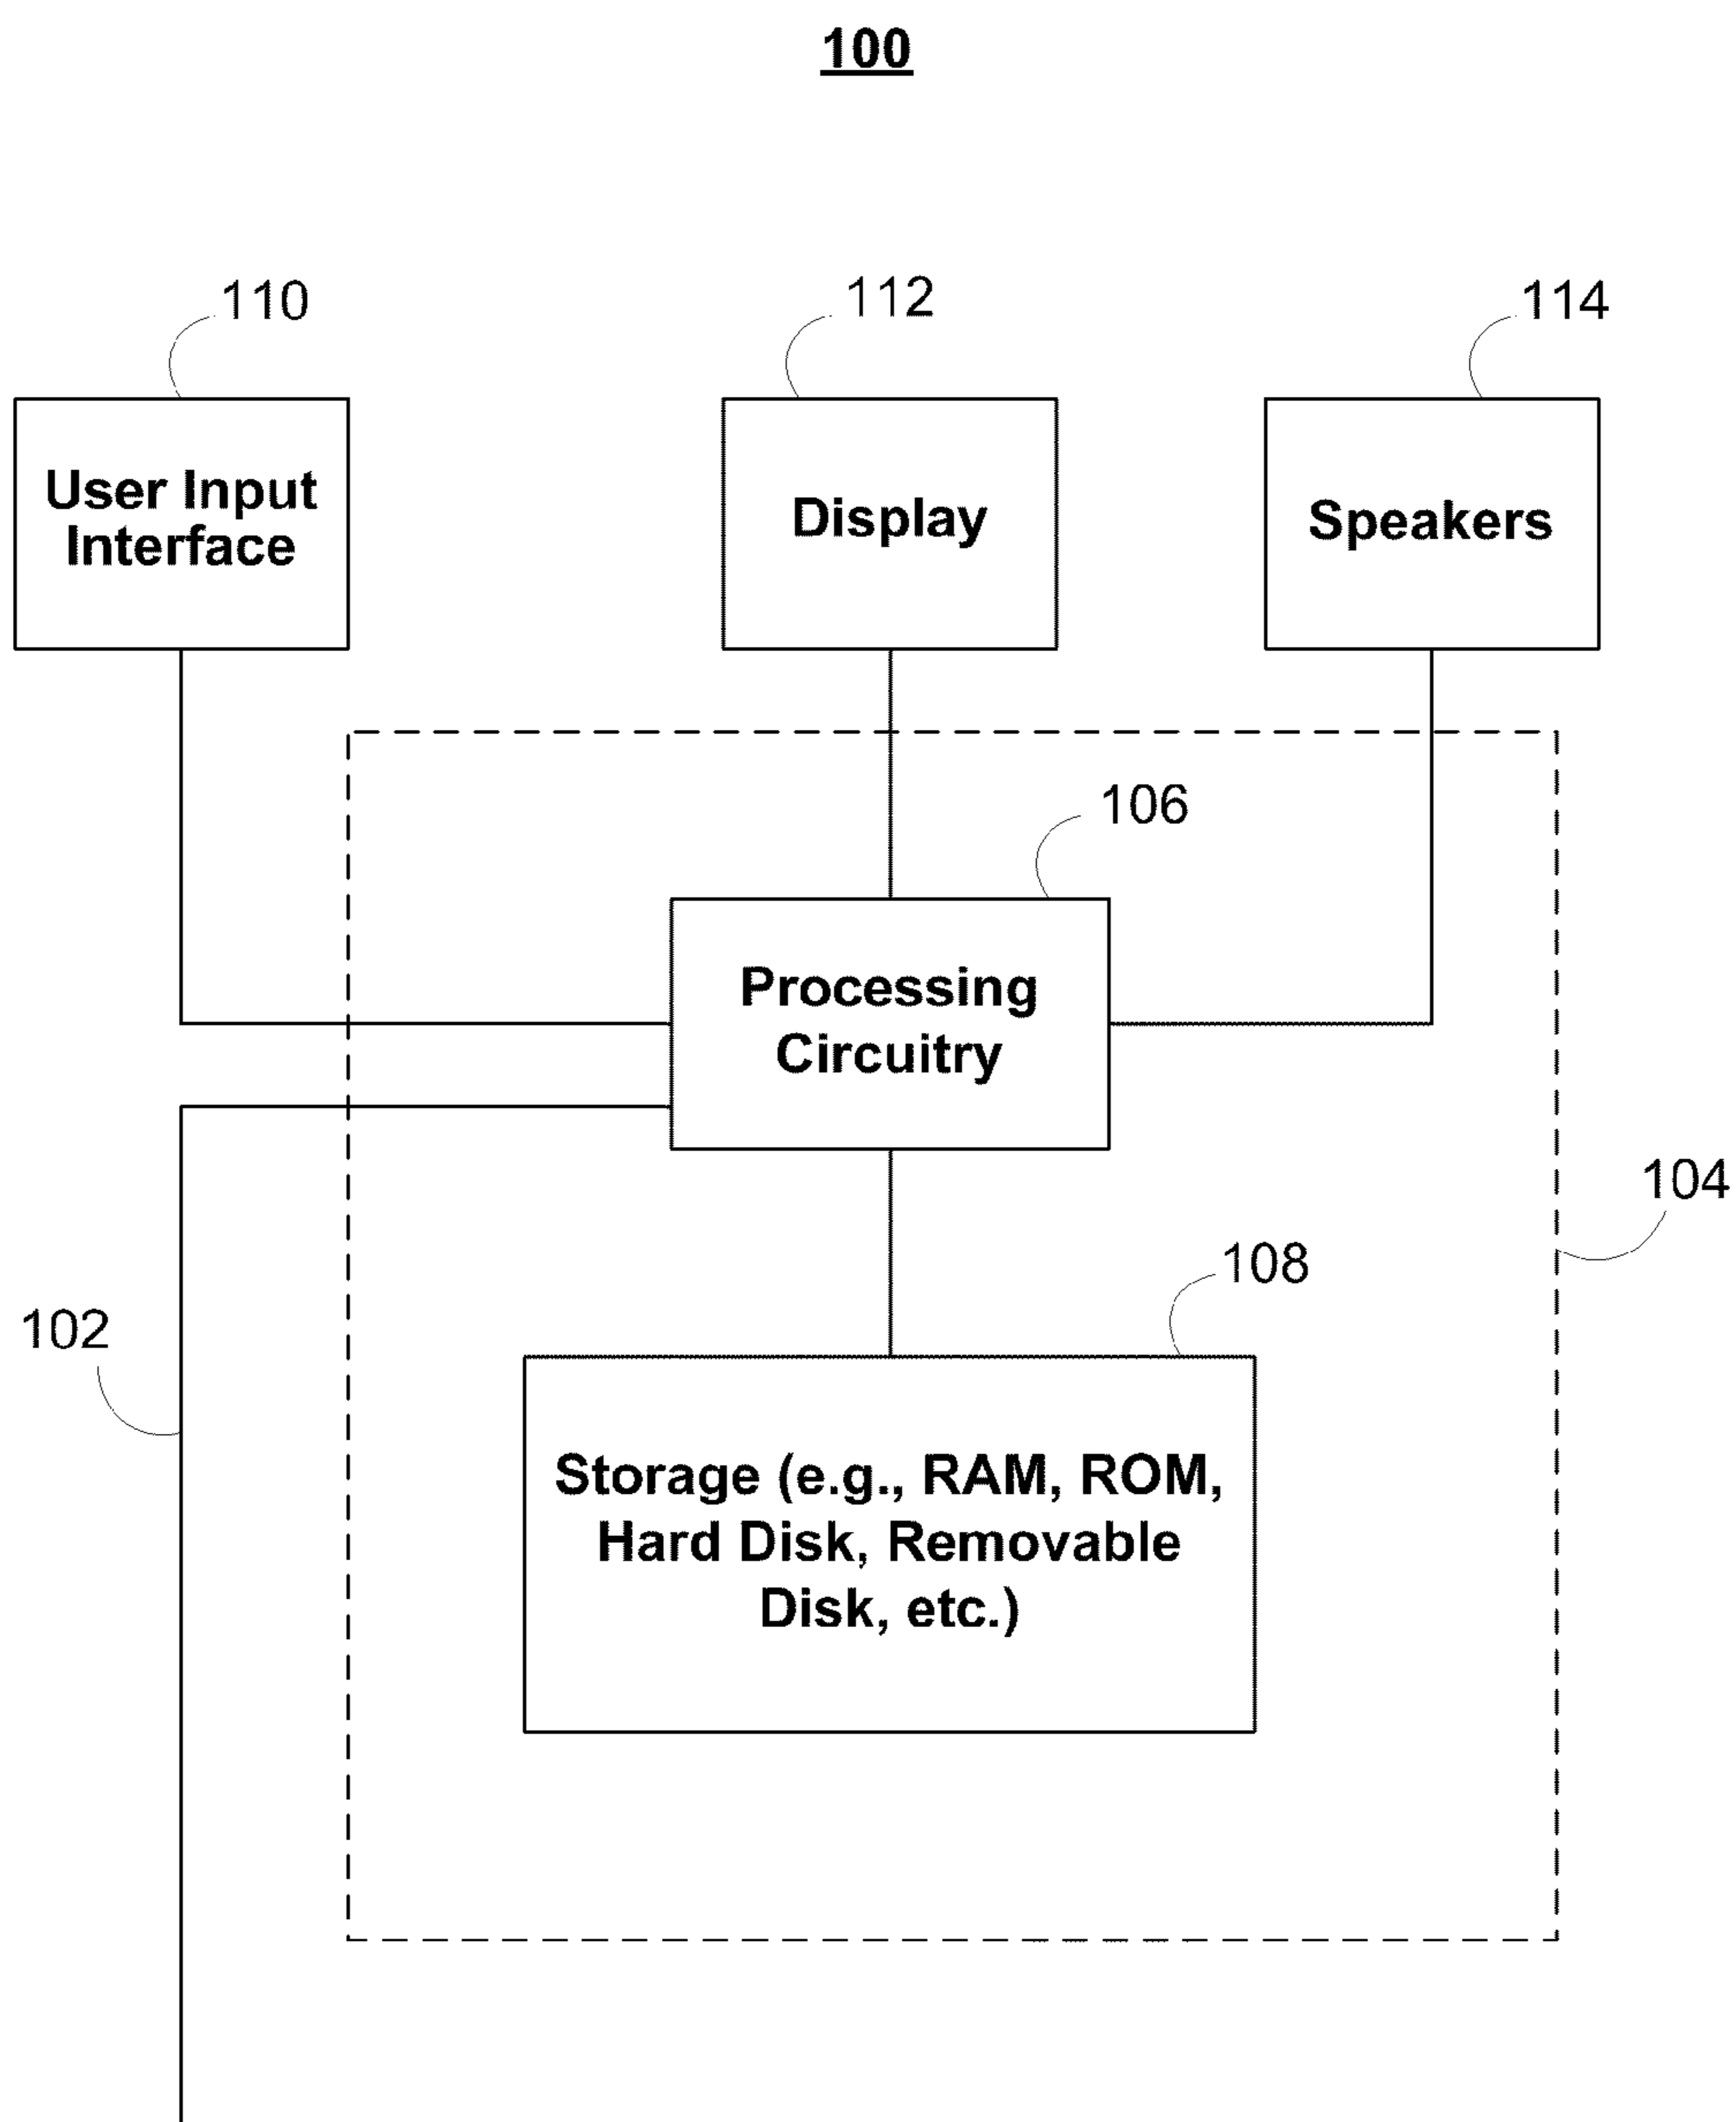 100
110
112
114
User Input
Interface
Display
Speakers
106
Processing
Circuitry
104
108
102
Storage (e.g., RAM, ROM,
Hard Disk, Removable
Disk, etc.)